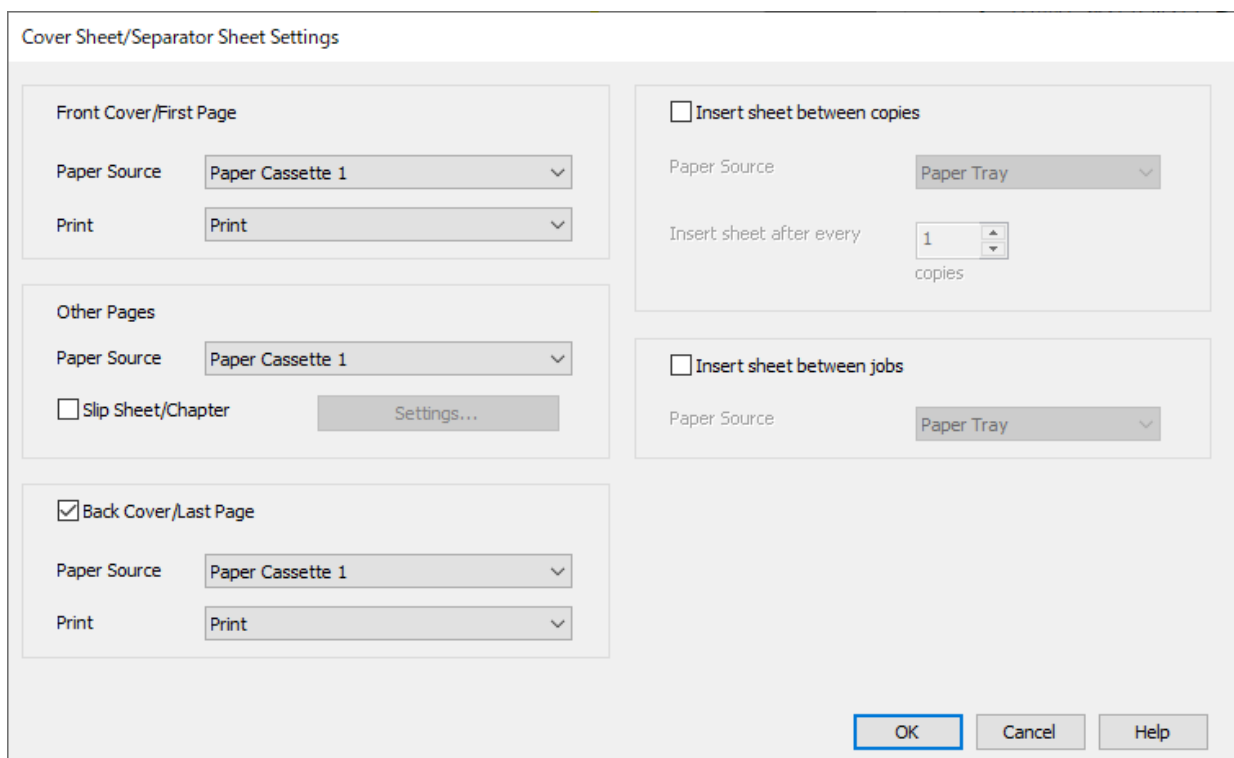 Cover Sheet/Separator Sheet Settings
Front Cover/First Page
Paper Source Paper Cassette 1
Print Print
Other Pages
Paper Source Paper Cassette 1
Slip Sheet/Chapter Settings...
Back Cover/Last Page
Paper Source Paper Cassette 1
Print Print
Insert sheet between copies
Paper Source Paper Tray
Insert sheet after every 1
copies
Insert sheet between jobs
Paper Source Paper Tray
OK Cancel Help